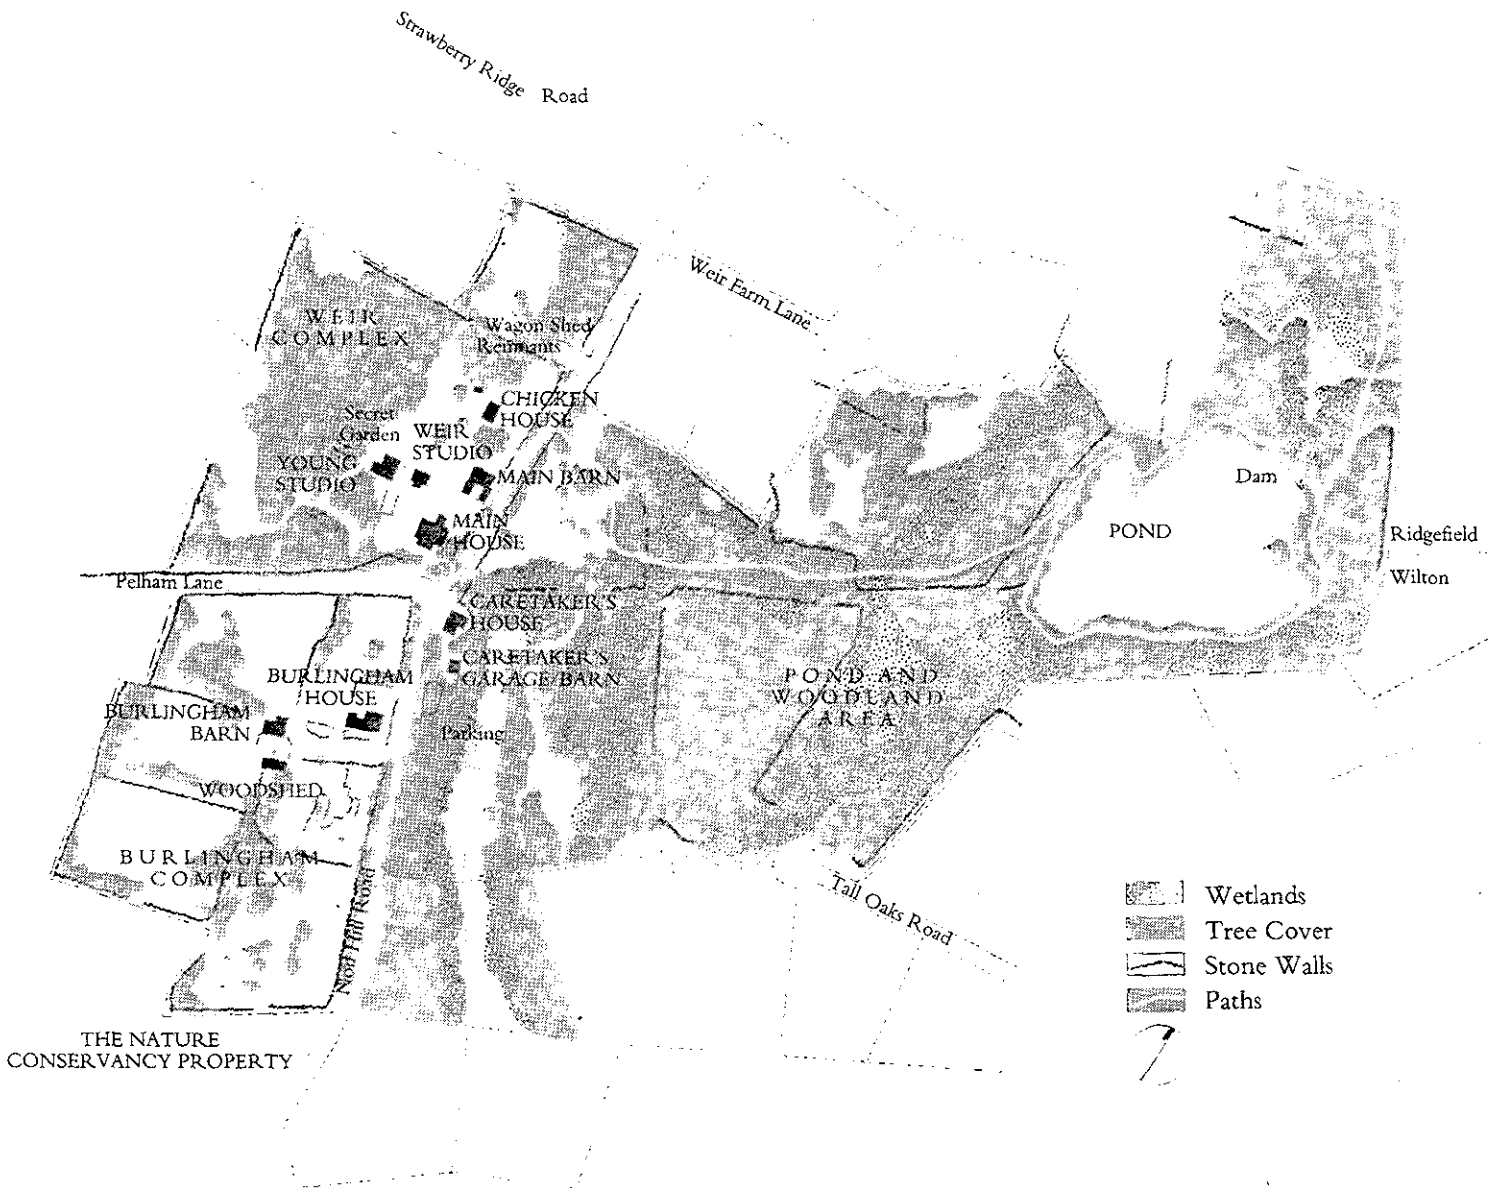 Strawberry Ridge Road
Weir Farm Lane
WEIR
COMPLEX
Wagon Shed
Remnants
CHICKEN
HOUSE
Secret
Garden
WEIR
STUDIO
YOUNG
STUDIO
MAIN BARN
MAIN
HOUSE
Dam
POND
Ridgefield
Wilton
Pelham Lane
CARETAKER'S
HOUSE
CARETAKER'S
GARAGE/BARN
BURLINGHAM
HOUSE
BURLINGHAM
BARN
POND AND
WOODLAND
AREA
Parking
WOODSHED
BURLINGHAM
COMPLEX
Nod Hill Road
Tall Oaks Road
Wetlands
Tree Cover
Stone Walls
Paths
THE NATURE
CONSERVANCY PROPERTY